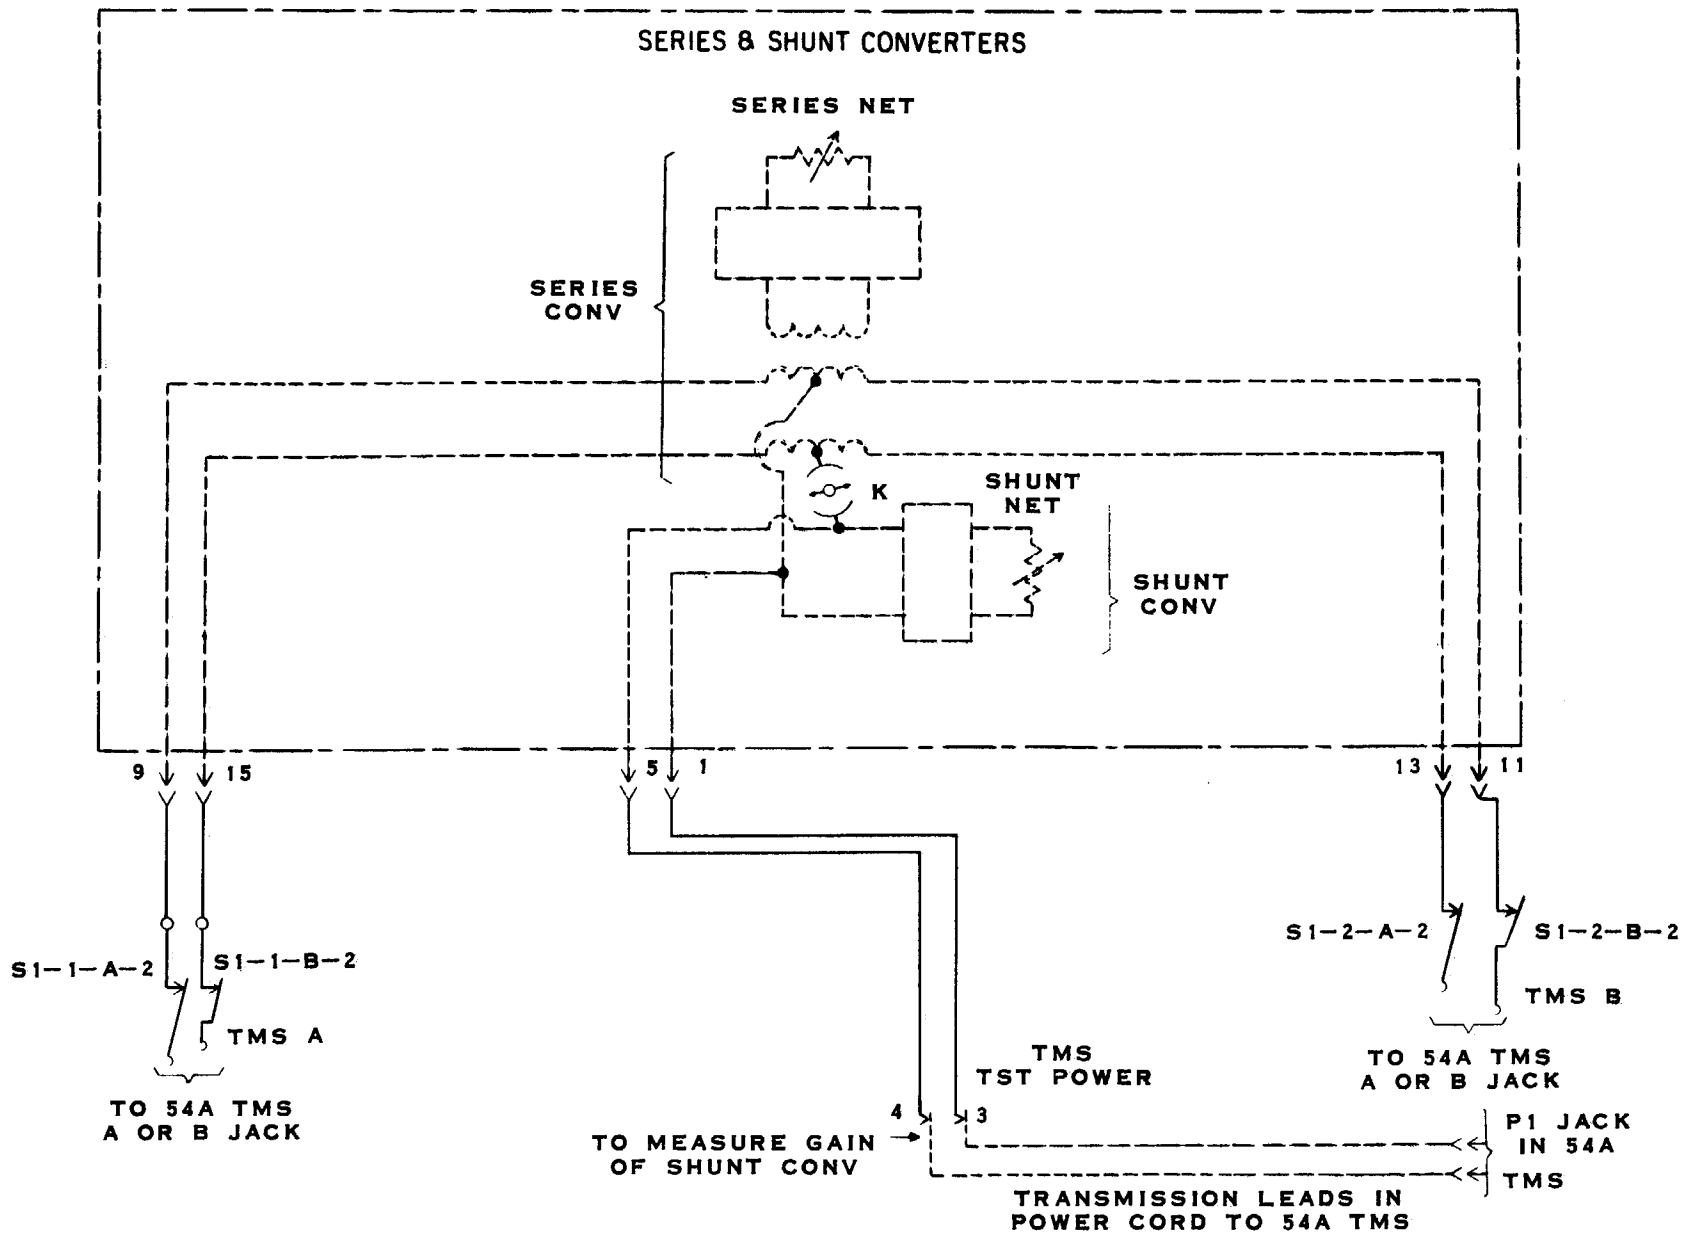 SERIES & SHUNT CONVERTERS
SERIES NET
SERIES
CONV
K
SHUNT
NET
SHUNT
CONV
9
15
5
1
13
11
S1-1-A-2
S1-1-B-2
TMS A
TO 54A TMS
A OR B JACK
S1-2-A-2
S1-2-B-2
TMS B
TO 54A TMS
A OR B JACK
TMS
TST POWER
4
3
TO MEASURE GAIN
OF SHUNT CONV
P1 JACK
IN 54A
TMS
TRANSMISSION LEADS IN
POWER CORD TO 54A TMS